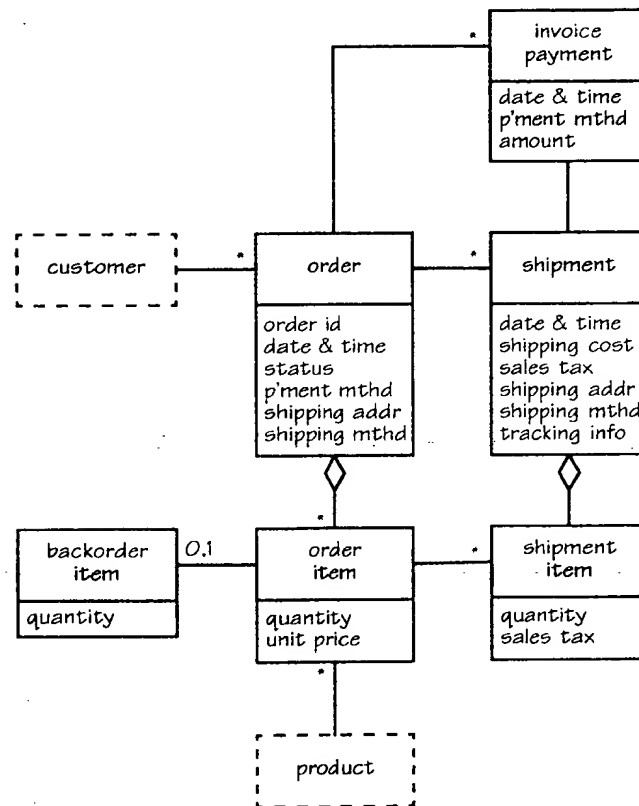 *
invoice
payment
date & time
p'ment mthd
amount
customer
*
order
*
shipment
order id
date & time
status
p'ment mthd
shipping addr
shipping mthd
date & time
shipping cost
sales tax
shipping addr
shipping mthd
tracking info
*
backorder
item
0.1
order
item
*
shipment
item
quantity
quantity
unit price
quantity
sales tax
*
product